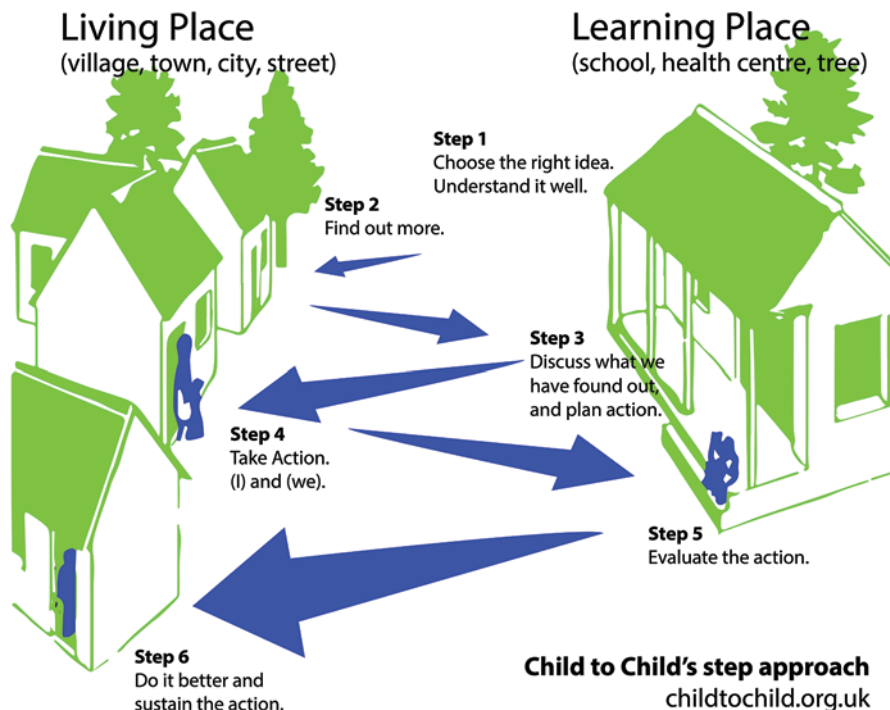 Living Place
(village, town, city, street)
Learning Place
(school, health centre, tree)
Step 1
Choose the right idea.
Understand it well.
Step 2
Find out more.
Step 3
Discuss what we
have found out,
and plan action.
Step 4
Take Action.
(I) and (we).
Step 5
Evaluate the action.
Step 6
Do it better and
sustain the action.
Child to Child's step approach
childtochild.org.uk